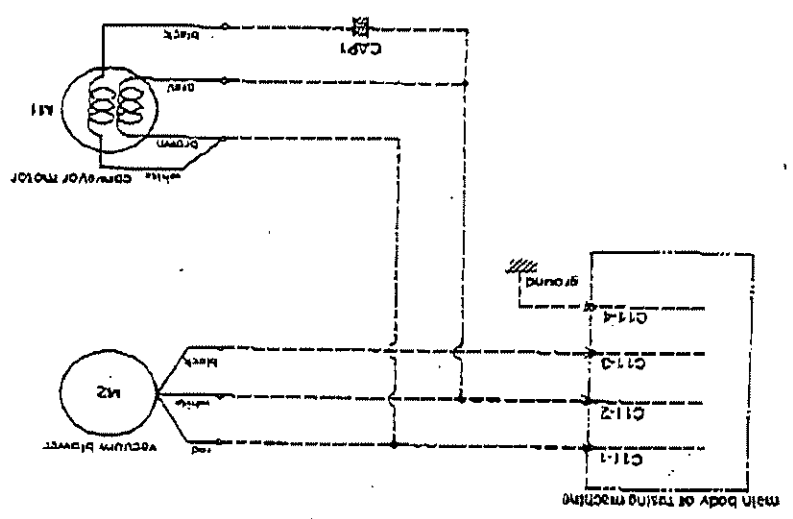 main body of fusing machine
C11-1
red
vacuum blower
C11-2
white
M2
C11-3
black
C11-4
ground
white
conveyor motor
brown
M1
gray
CAP1
black